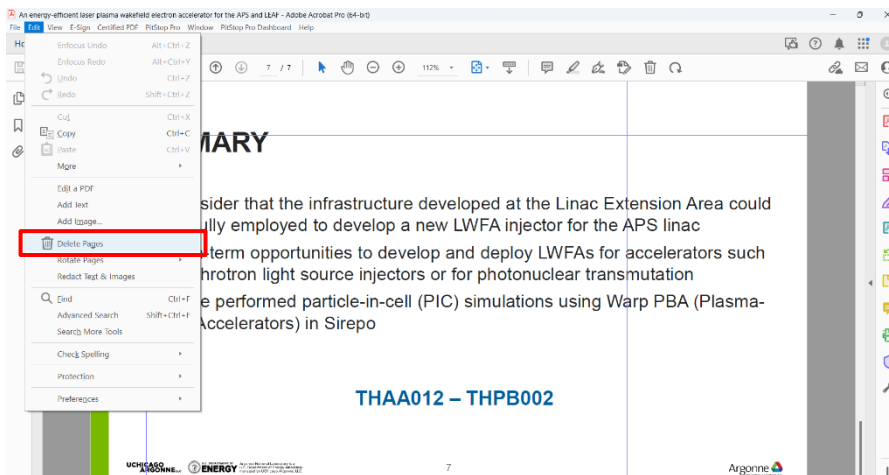 An energy-efficient laser plasma wakefield electron accelerator for the APS and LEAF - Adobe Acrobat Pro (64-bit)
File Edit View E-Sign Certified PDF PitStop Pro Window PitStop Pro Dashboard Help
Enfocus Undo Alt+Ctrl+Z
Enfocus Redo Alt+Ctrl+Y
Undo Ctrl+Z
Redo Shift+Ctrl+Z
Cut Ctrl+X
Copy Ctrl+C
Paste Ctrl+V
More
Edit a PDF
Add Text
Add Image...
Delete Pages
Rotate Pages
Redact Text & Images
Find Ctrl+F
Advanced Search Shift+Ctrl+F
Search More Tools
Check Spelling
Protection
Preferences
7 / 7 112%
MARY
sider that the infrastructure developed at the Linac Extension Area could
ully employed to develop a new LWFA injector for the APS linac
-term opportunities to develop and deploy LWFAs for accelerators such
hrotron light source injectors or for photonuclear transmutation
e performed particle-in-cell (PIC) simulations using Warp PBA (Plasma-
Accelerators) in Sirepo
THAA012 – THPB002
UCHICAGO
ARGONNE LLC
ENERGY
7
Argonne